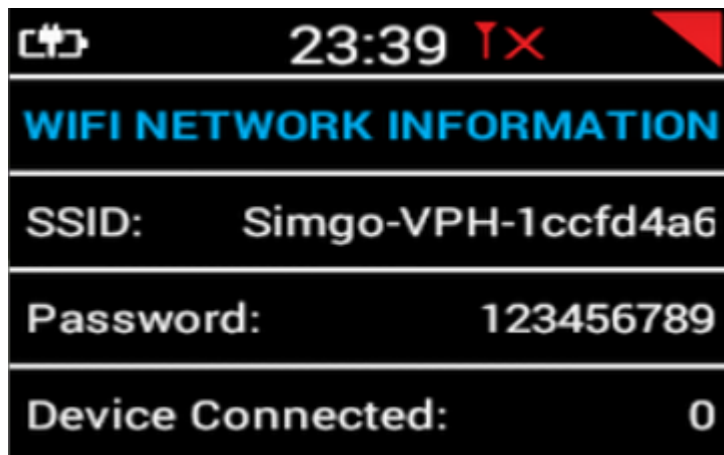 23:39
WIFI NETWORK INFORMATION
SSID: Simgo-VPH-1ccfd4a6
Password: 123456789
Device Connected: 0